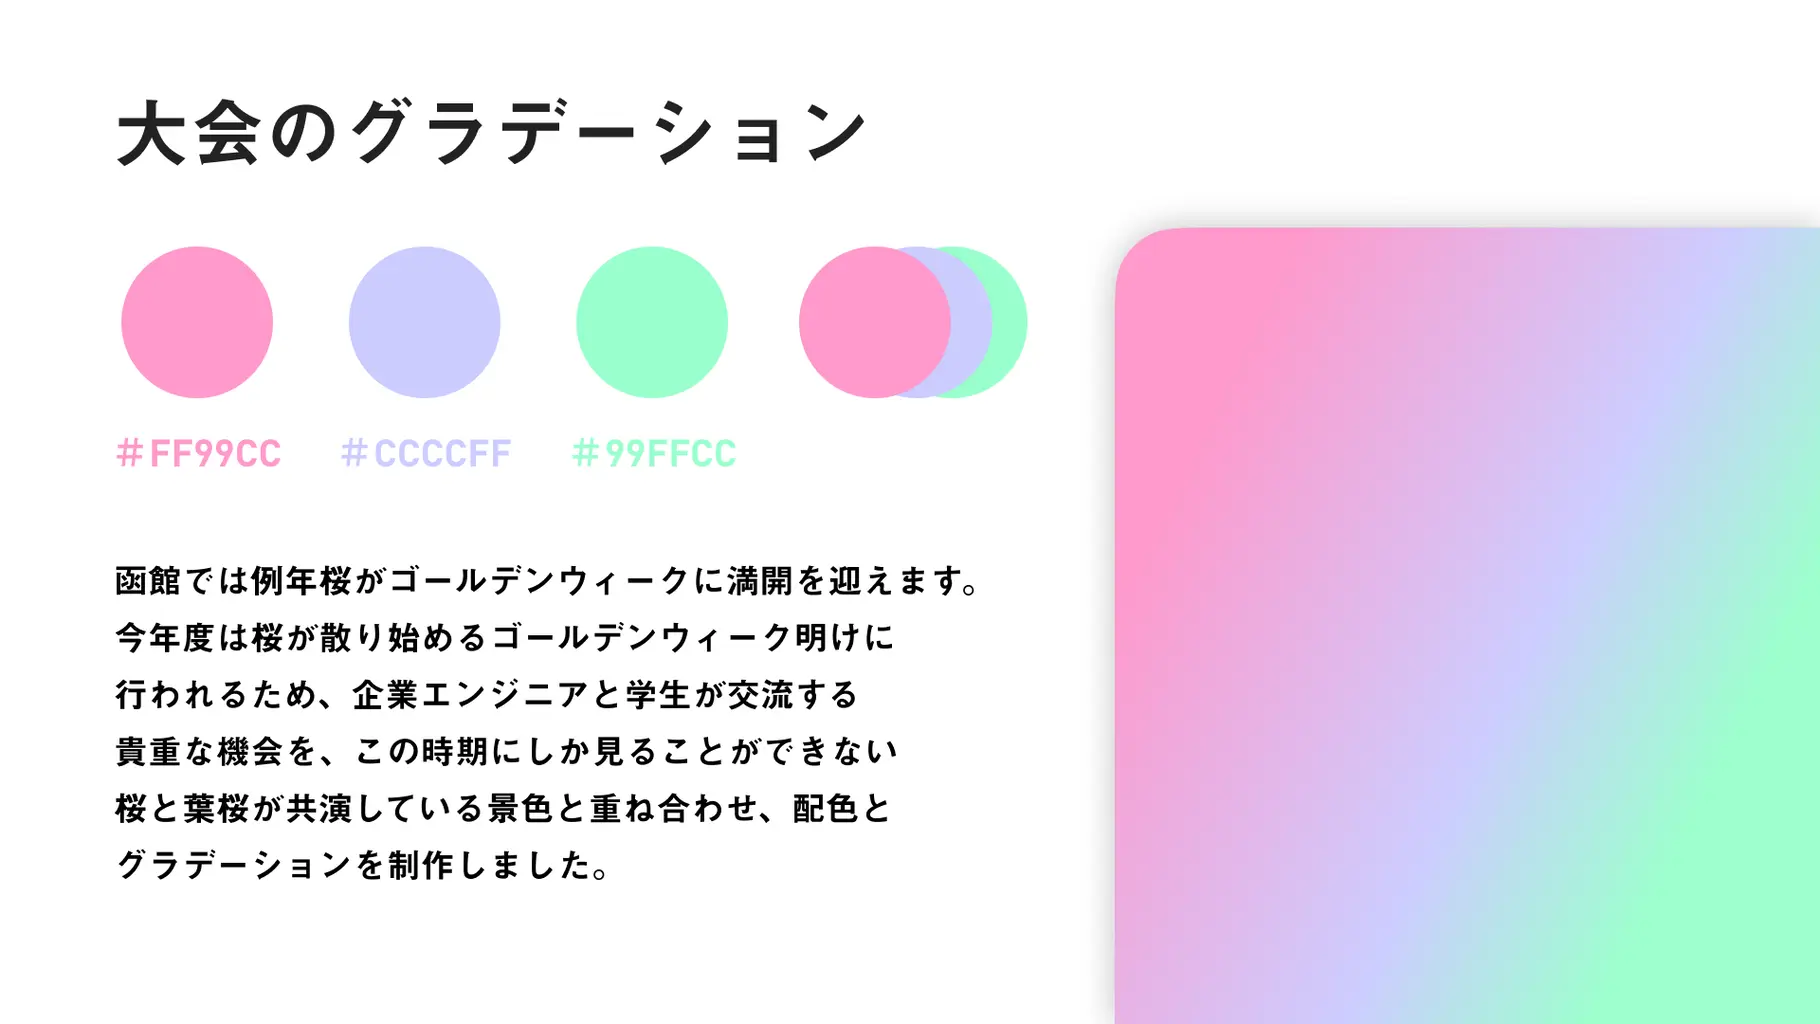 大会のグラデーション
#FF99CC
#CCCCFF
#99FFCC
函館では例年桜がゴールデンウィークに満開を迎えます。
今年度は桜が散り始めるゴールデンウィーク明けに
行われるため、企業エンジニアと学生が交流する
貴重な機会を、この時期にしか見ることができない
桜と葉桜が共演している景色と重ね合わせ、配色と
グラデーションを制作しました。